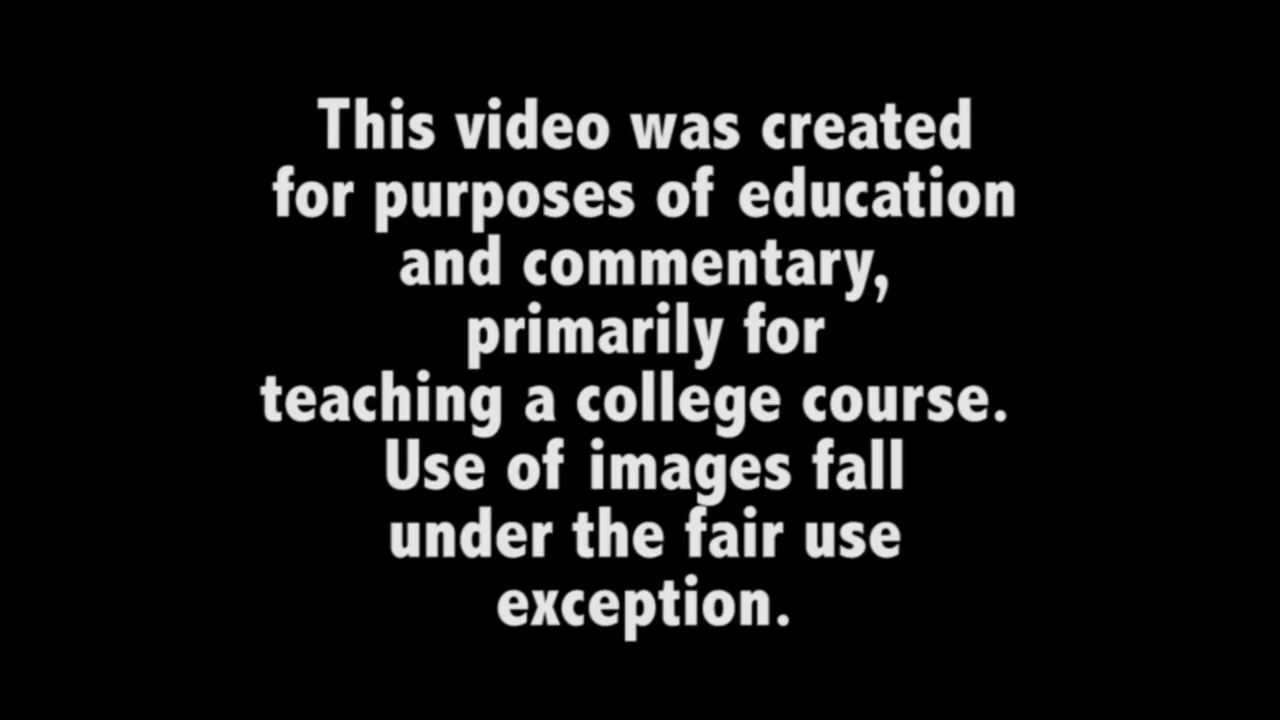 This video was created
for purposes of education
and commentary,
primarily for
teaching a college course.
Use of images fall
under the fair use
exception.